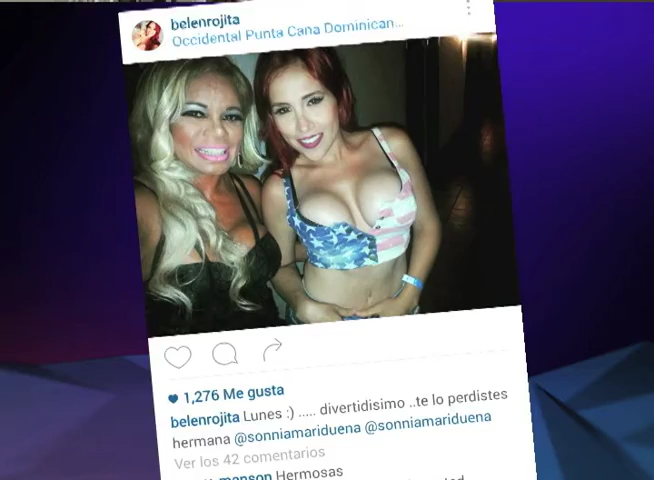 belenrojita
Occidental Punta Cana Dominican...
1,276 Me gusta
belenrojita Lunes :) ..... divertidisimo ..te lo perdistes
hermana @sonniamariduena @sonniamariduena
Ver los 42 comentarios
manson Hermosas